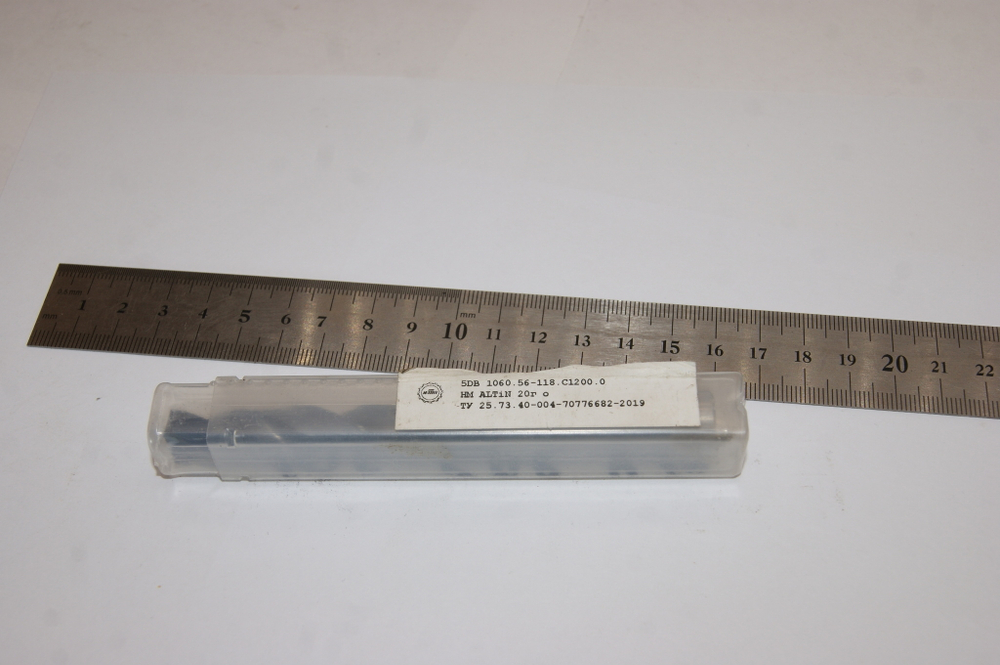 1 2 3 4 5 6 7 8 9 10 11 12 13 14 15 16 17 18 19 20 21 22
mm
5DB 1060.56-118.C1200.0
HM ALTiN 20г о
ТУ 25.73.40-004-70776682-2019